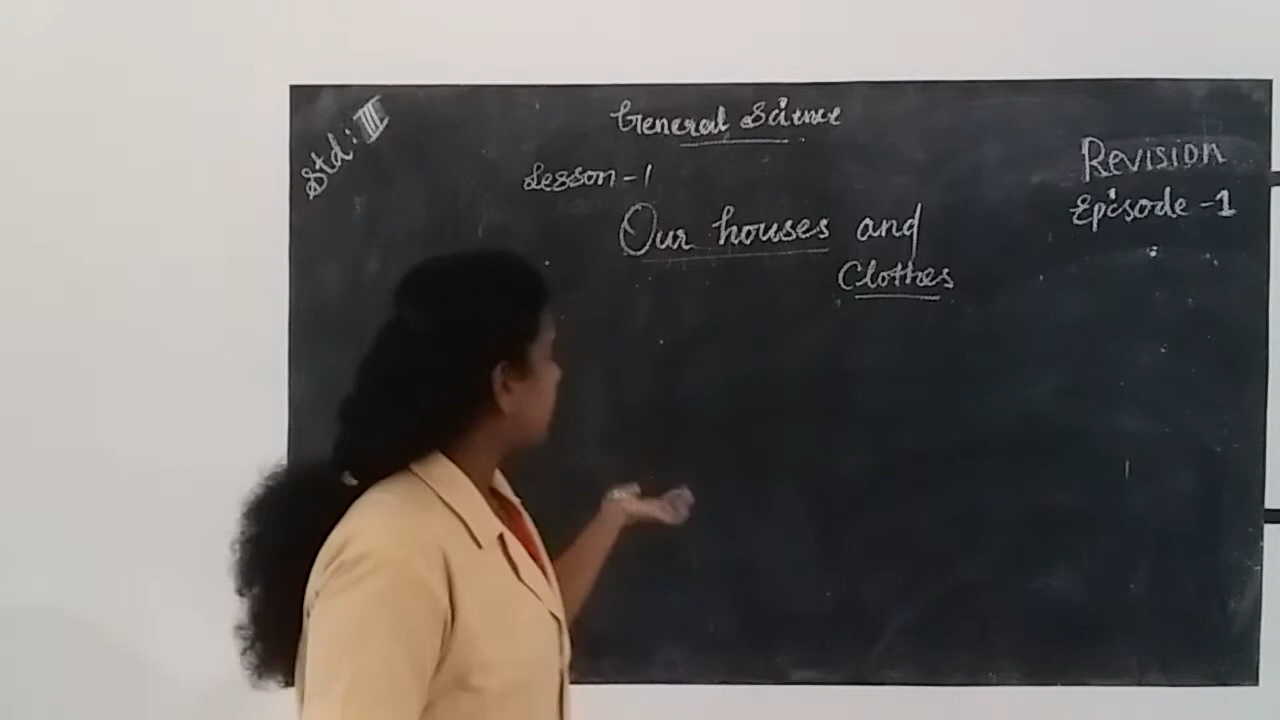 Std: III
General Science
Revision
Episode - 1
Lesson - 1
Our houses and
Clothes